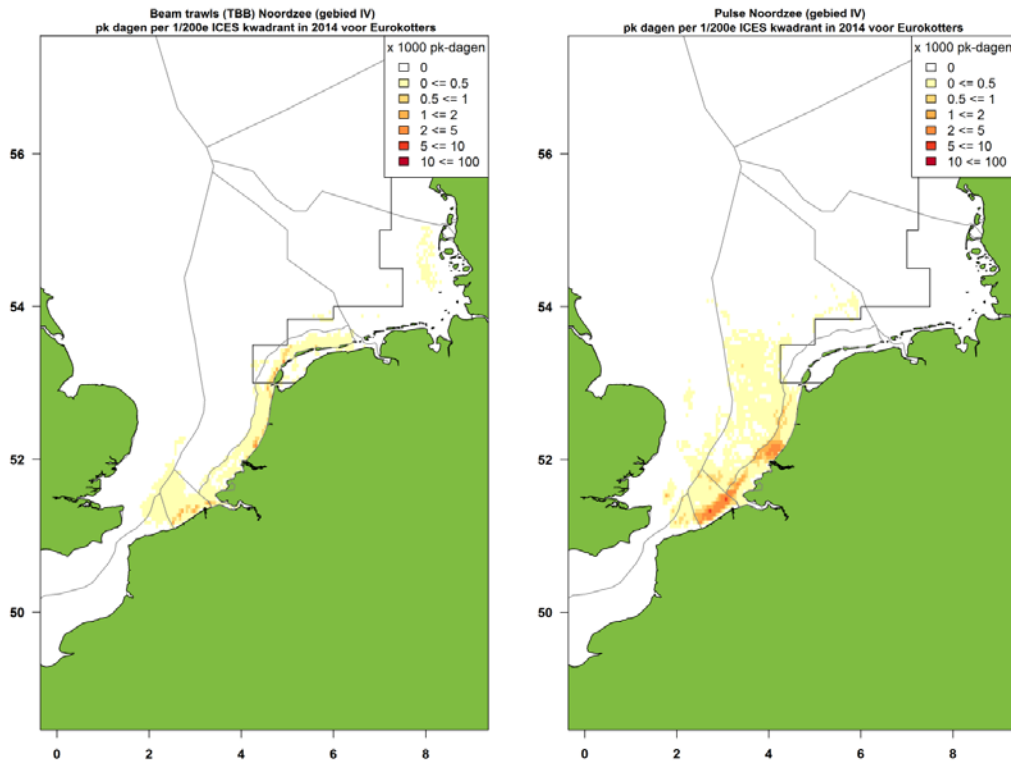 Beam trawls (TBB) Noordzee (gebied IV)
pk dagen per 1/200e ICES kwadrant in 2014 voor Eurokotters
x 1000 pk-dagen
0
0 <= 0.5
0.5 <= 1
1 <= 2
2 <= 5
5 <= 10
10 <= 100
56
54
52
50
0 2 4 6 8
Pulse Noordzee (gebied IV)
pk dagen per 1/200e ICES kwadrant in 2014 voor Eurokotters
x 1000 pk-dagen
0
0 <= 0.5
0.5 <= 1
1 <= 2
2 <= 5
5 <= 10
10 <= 100
56
54
52
50
0 2 4 6 8